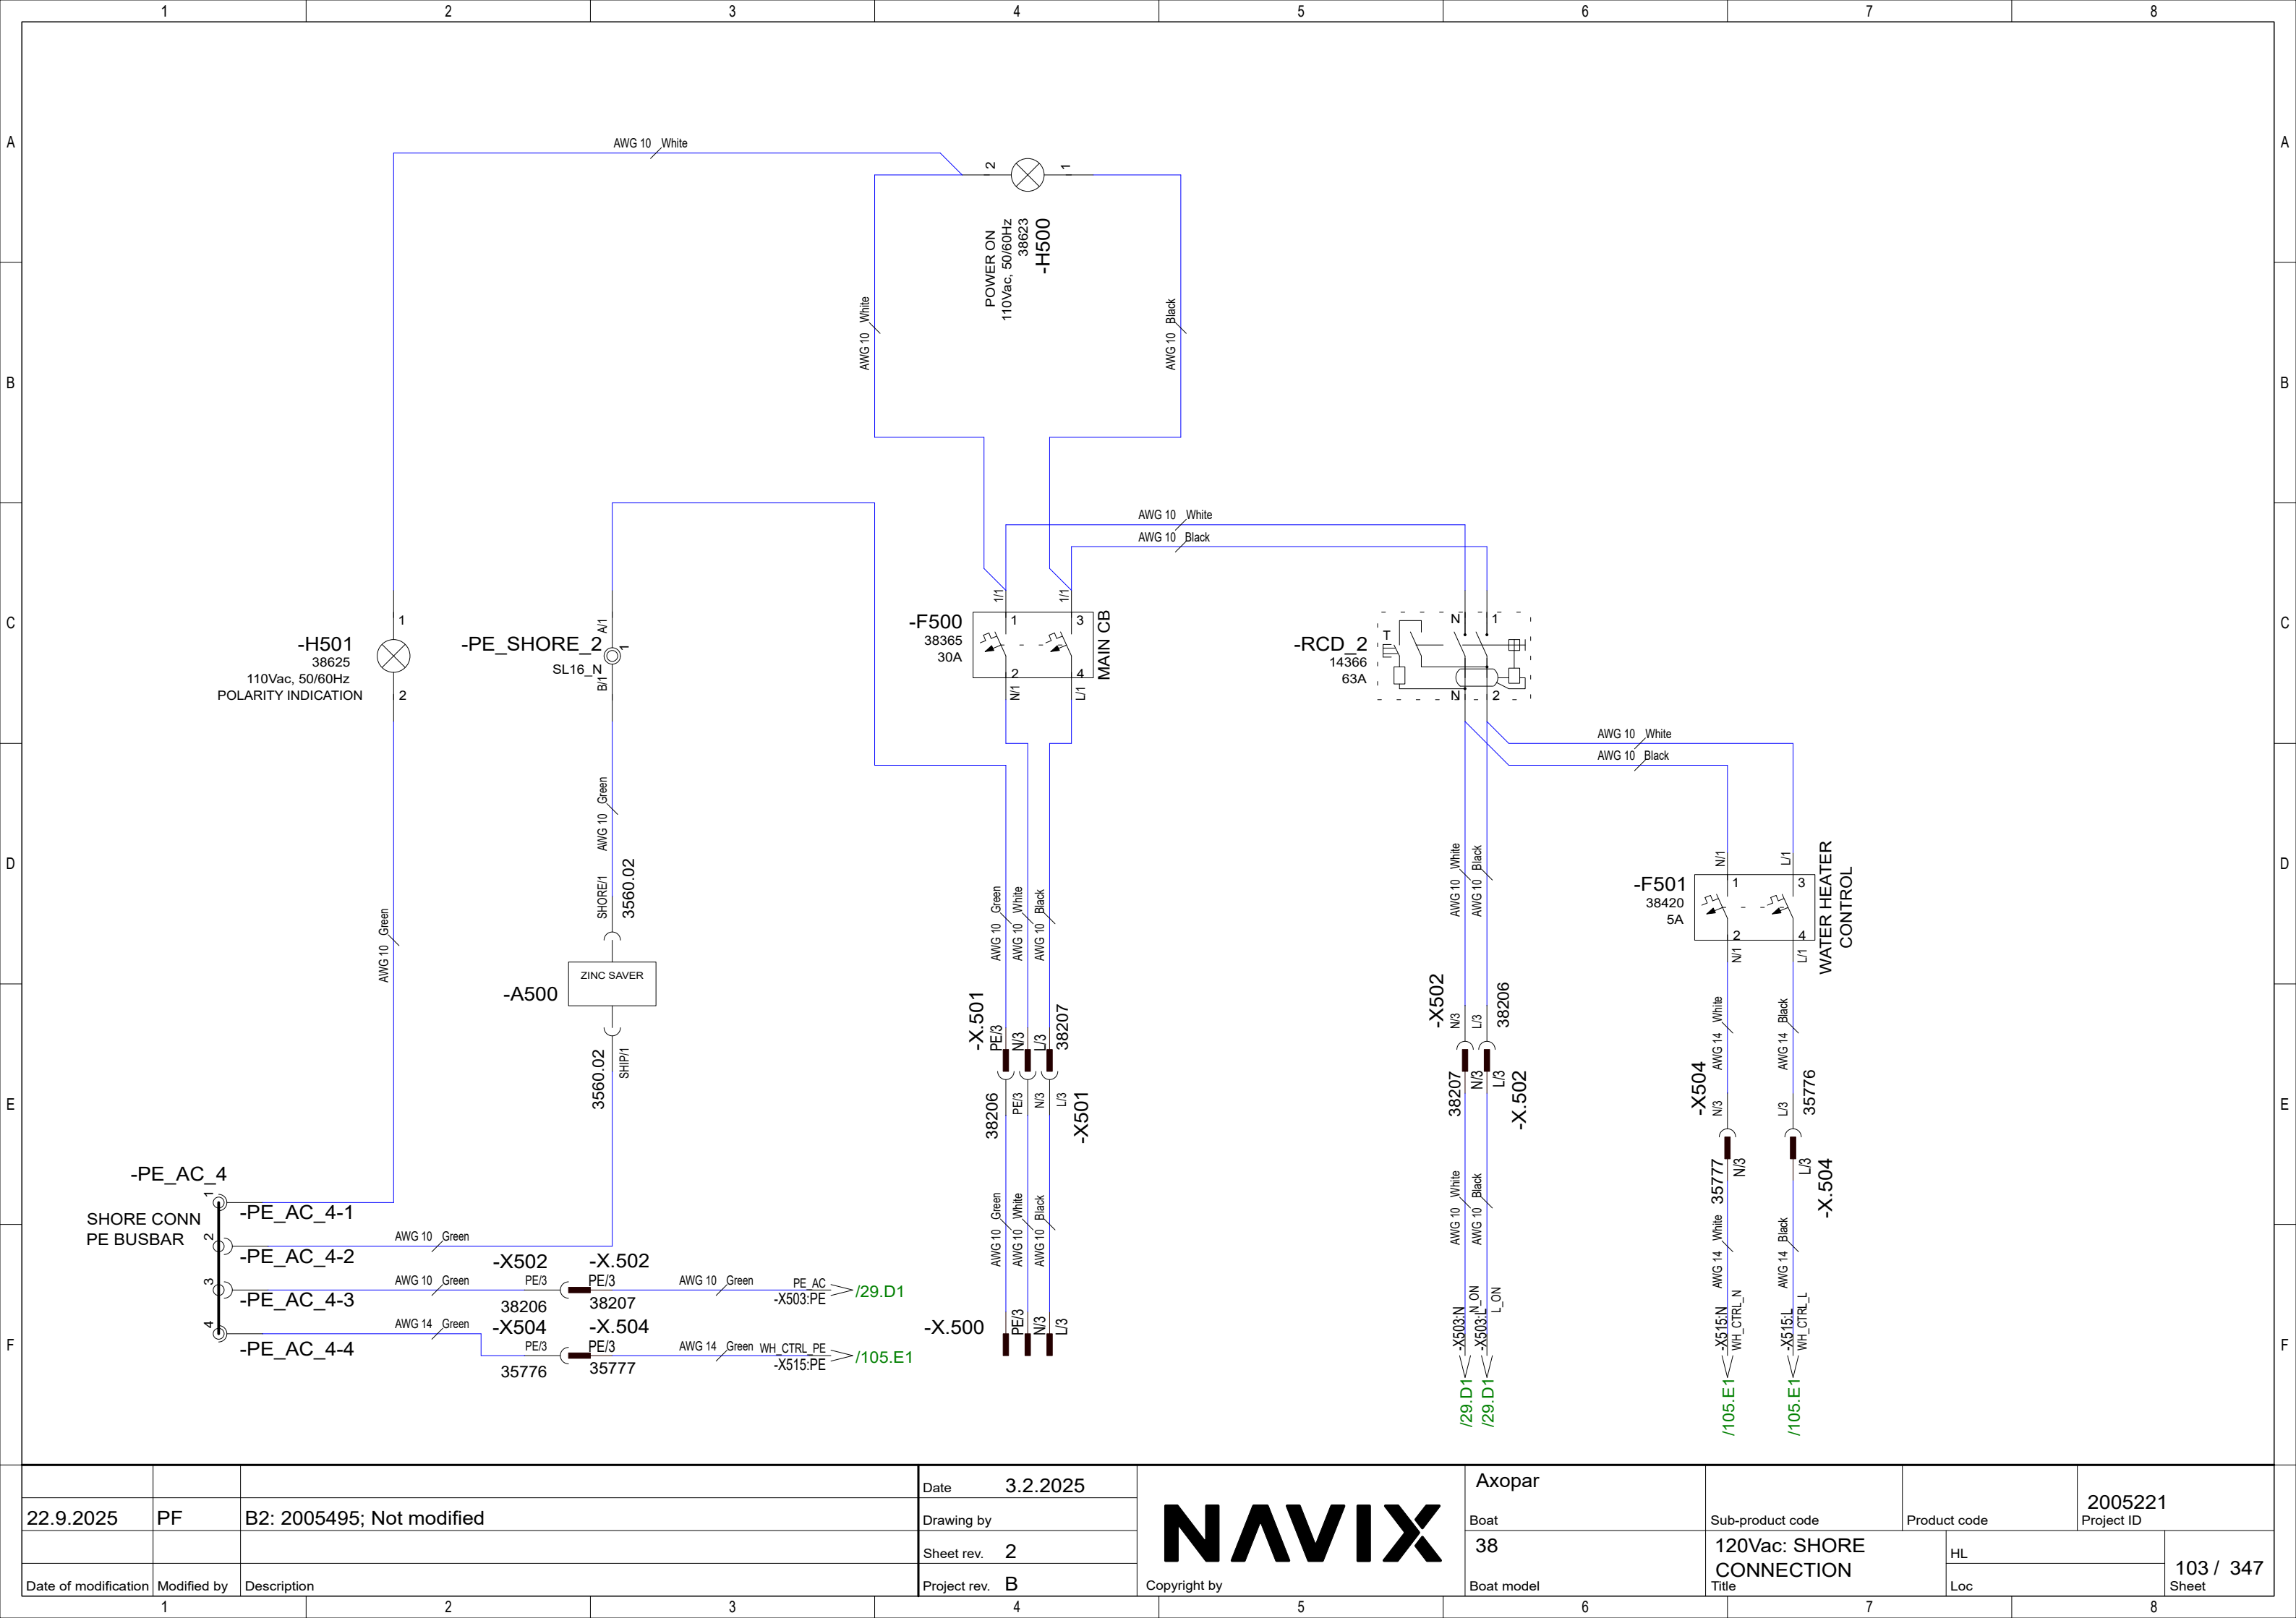 1 2 3 4 5 6 7 8
A A
B B
C C
D D
E E
F F
AWG 10 White
2
1
POWER ON
110Vac, 50/60Hz
38623
-H500
AWG 10 White
AWG 10 Black
AWG 10 White
AWG 10 Black
-H501
38625
110Vac, 50/60Hz
POLARITY INDICATION
1
2
-PE_SHORE_2
SL16_N
A/1
1
B/1
-F500
38365
30A
1/1
1/1
1
3
2
4
N/1
L/1
MAIN CB
-RCD_2
14366
63A
T
N
1
N
2
AWG 10 White
AWG 10 Black
AWG 10 Green
AWG 10 Green
SHORE/1
3560.02
ZINC SAVER
-A500
3560.02
SHIP/1
AWG 10 Green
AWG 10 White
AWG 10 Black
-X.501
PE/3
N/3
L/3
38207
38206
PE/3
N/3
L/3
-X501
AWG 10 Green
AWG 10 White
AWG 10 Black
-X.500
PE/3
N/3
L/3
AWG 10 White
AWG 10 Black
-X502
N/3
L/3
38206
38207
N/3
L/3
-X.502
AWG 10 White
AWG 10 Black
-X503:N
N_ON
-X503:L
L_ON
/29.D1
/29.D1
-F501
38420
5A
N/1
L/1
1
3
2
4
N/1
L/1
WATER HEATER
CONTROL
AWG 14 White
AWG 14 Black
-X504
N/3
L/3
35776
35777
N/3
L/3
-X.504
AWG 14 White
AWG 14 Black
-X515:N
WH_CTRL_N
-X515:L
WH_CTRL_L
/105.E1
/105.E1
-PE_AC_4
SHORE CONN
PE BUSBAR
1
-PE_AC_4-1
2
-PE_AC_4-2
AWG 10 Green
3
-PE_AC_4-3
AWG 10 Green
-X502
PE/3
38206
-X.502
PE/3
38207
AWG 10 Green
PE_AC
-X503:PE
/29.D1
4
-PE_AC_4-4
AWG 14 Green
-X504
PE/3
35776
-X.504
PE/3
35777
AWG 14 Green
WH_CTRL_PE
-X515:PE
/105.E1
22.9.2025 PF B2: 2005495; Not modified
Date of modification Modified by Description
Date 3.2.2025
Drawing by
Sheet rev. 2
Project rev. B
NAVIX
Copyright by
Axopar
Boat
38
Boat model
Sub-product code
Product code
2005221
Project ID
120Vac: SHORE
CONNECTION
Title
HL
Loc
103 / 347
Sheet
1 2 3 4 5 6 7 8